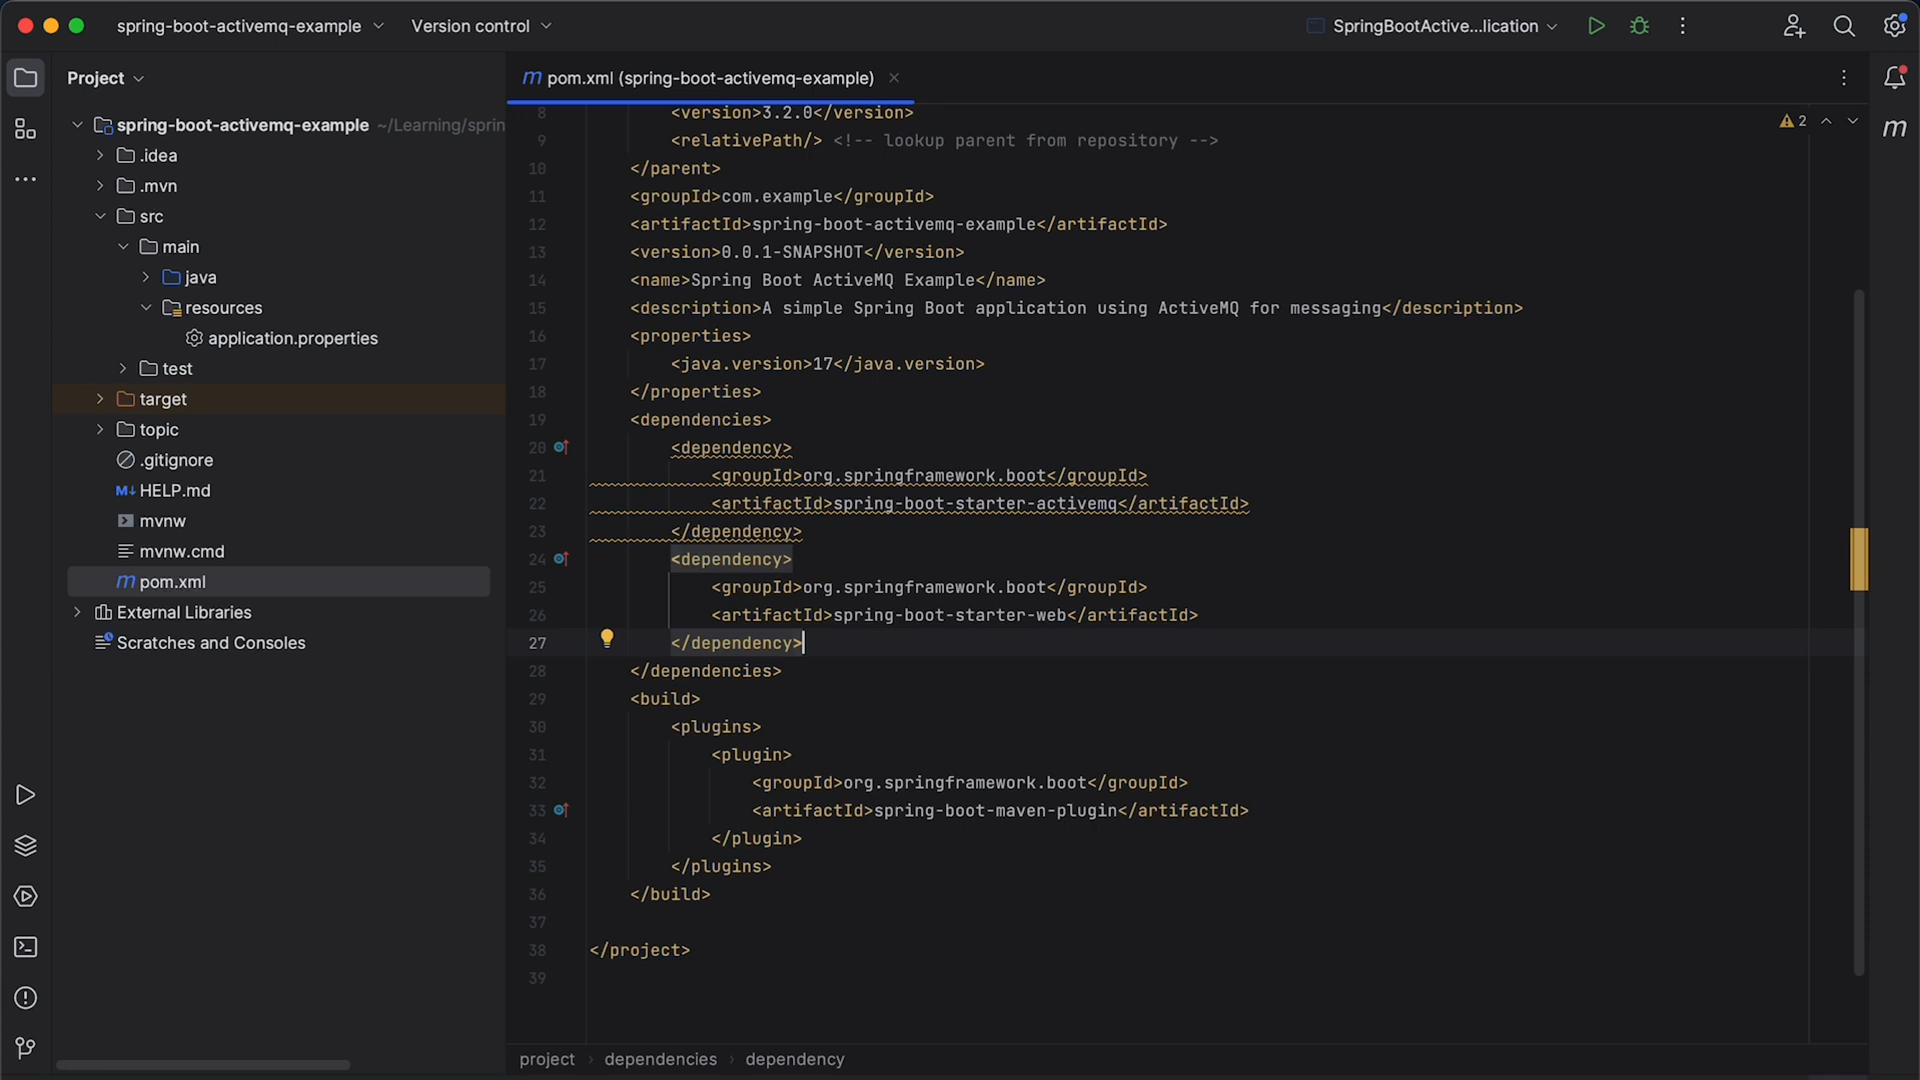 spring-boot-activemq-example
Version control
SpringBootActive...lication
Project
spring-boot-activemq-example ~/Learning/sprin
.idea
.mvn
src
main
java
resources
application.properties
test
target
topic
.gitignore
M↓ HELP.md
mvnw
mvnw.cmd
m pom.xml
External Libraries
Scratches and Consoles
m pom.xml (spring-boot-activemq-example)
2
m
8 <version>3.2.0</version>
9 <relativePath/> <!-- lookup parent from repository -->
10 </parent>
11 <groupId>com.example</groupId>
12 <artifactId>spring-boot-activemq-example</artifactId>
13 <version>0.0.1-SNAPSHOT</version>
14 <name>Spring Boot ActiveMQ Example</name>
15 <description>A simple Spring Boot application using ActiveMQ for messaging</description>
16 <properties>
17 <java.version>17</java.version>
18 </properties>
19 <dependencies>
20 <dependency>
21 <groupId>org.springframework.boot</groupId>
22 <artifactId>spring-boot-starter-activemq</artifactId>
23 </dependency>
24 <dependency>
25 <groupId>org.springframework.boot</groupId>
26 <artifactId>spring-boot-starter-web</artifactId>
27 </dependency>
28 </dependencies>
29 <build>
30 <plugins>
31 <plugin>
32 <groupId>org.springframework.boot</groupId>
33 <artifactId>spring-boot-maven-plugin</artifactId>
34 </plugin>
35 </plugins>
36 </build>
37
38 </project>
39
project › dependencies › dependency